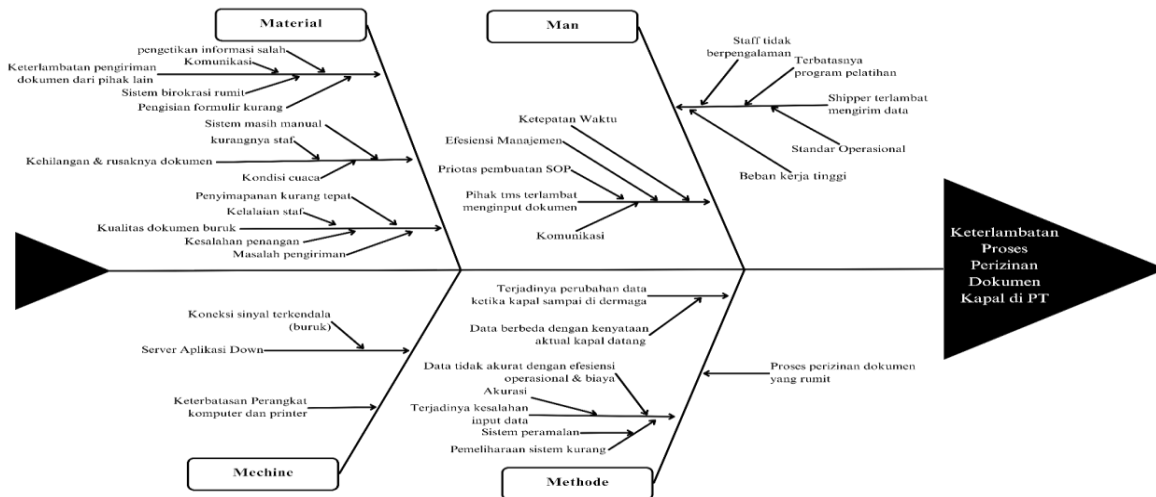 Material
pengetikan informasi salah
Komunikasi
Keterlambatan pengiriman
dokumen dari pihak lain
Sistem birokrasi rumit
Pengisian formulir kurang
Sistem masih manual
kurangnya staf
Kehilangan & rusaknya dokumen
Kondisi cuaca
Penyimapanan kurang tepat
Kelalaian staf
Kualitas dokumen buruk
Kesalahan penangan
Masalah pengiriman
Man
Staff tidak
berpengalaman
Terbatasnya
program pelatihan
Shipper terlambat
mengirim data
Standar Operasional
Beban kerja tinggi
Ketepatan Waktu
Efesiensi Manajemen
Priotas pembuatan SOP
Pihak tms terlambat
menginput dokumen
Komunikasi
Keterlambatan
Proses
Perizinan
Dokumen
Kapal di PT
Koneksi sinyal terkendala
(buruk)
Server Aplikasi Down
Keterbatasan Perangkat
komputer dan printer
Mechine
Terjadinya perubahan data
ketika kapal sampai di dermaga
Data berbeda dengan kenyataan
aktual kapal datang
Data tidak akurat dengan efesiensi
operasional & biaya
Akurasi
Terjadinya kesalahan
input data
Sistem peramalan
Pemeliharaan sistem kurang
Proses perizinan dokumen
yang rumit
Methode